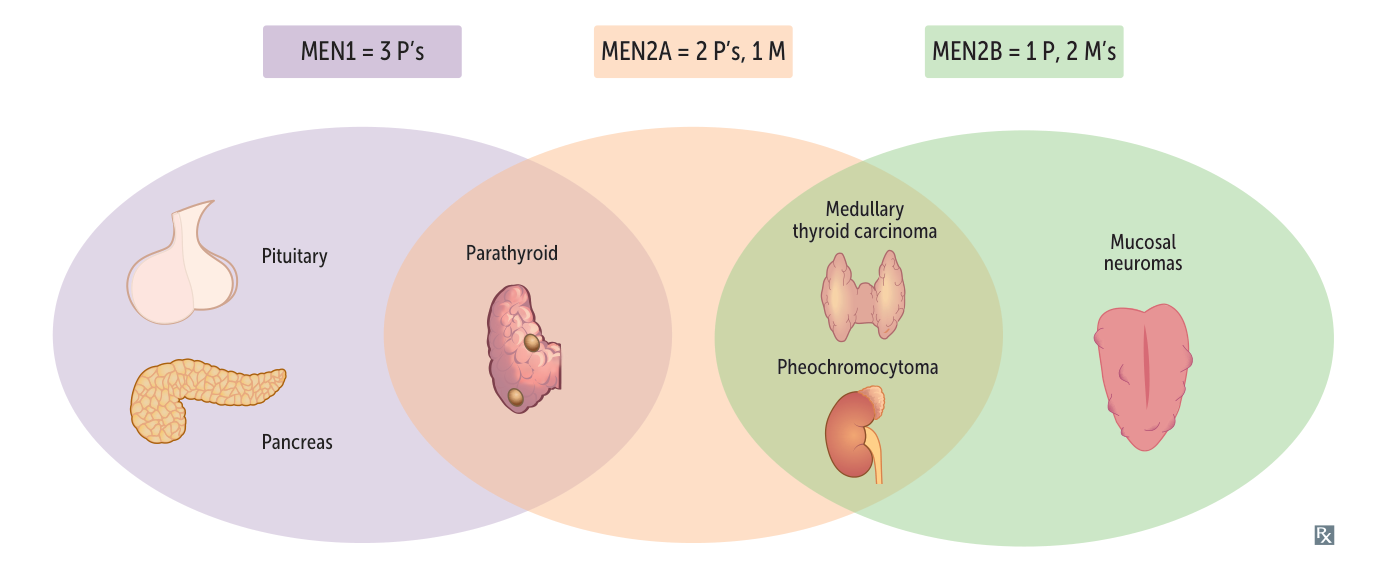 MEN1 = 3 P’s
MEN2A = 2 P’s, 1 M
MEN2B = 1 P, 2 M’s
Pituitary
Pancreas
Parathyroid
Medullary
thyroid carcinoma
Pheochromocytoma
Mucosal
neuromas
Rx